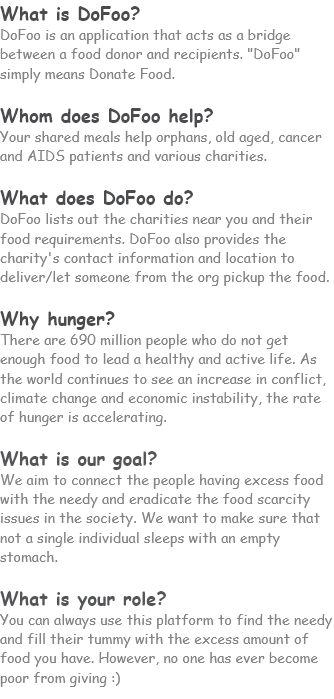 What is DoFoo?
DoFoo is an application that acts as a bridge
between a food donor and recipients. "DoFoo"
simply means Donate Food.
Whom does DoFoo help?
Your shared meals help orphans, old aged, cancer
and AIDS patients and various charities.
What does DoFoo do?
DoFoo lists out the charities near you and their
food requirements. DoFoo also provides the
charity's contact information and location to
deliver/let someone from the org pickup the food.
Why hunger?
There are 690 million people who do not get
enough food to lead a healthy and active life. As
the world continues to see an increase in conflict,
climate change and economic instability, the rate
of hunger is accelerating.
What is our goal?
We aim to connect the people having excess food
with the needy and eradicate the food scarcity
issues in the society. We want to make sure that
not a single individual sleeps with an empty
stomach.
What is your role?
You can always use this platform to find the needy
and fill their tummy with the excess amount of
food you have. However, no one has ever become
poor from giving :)